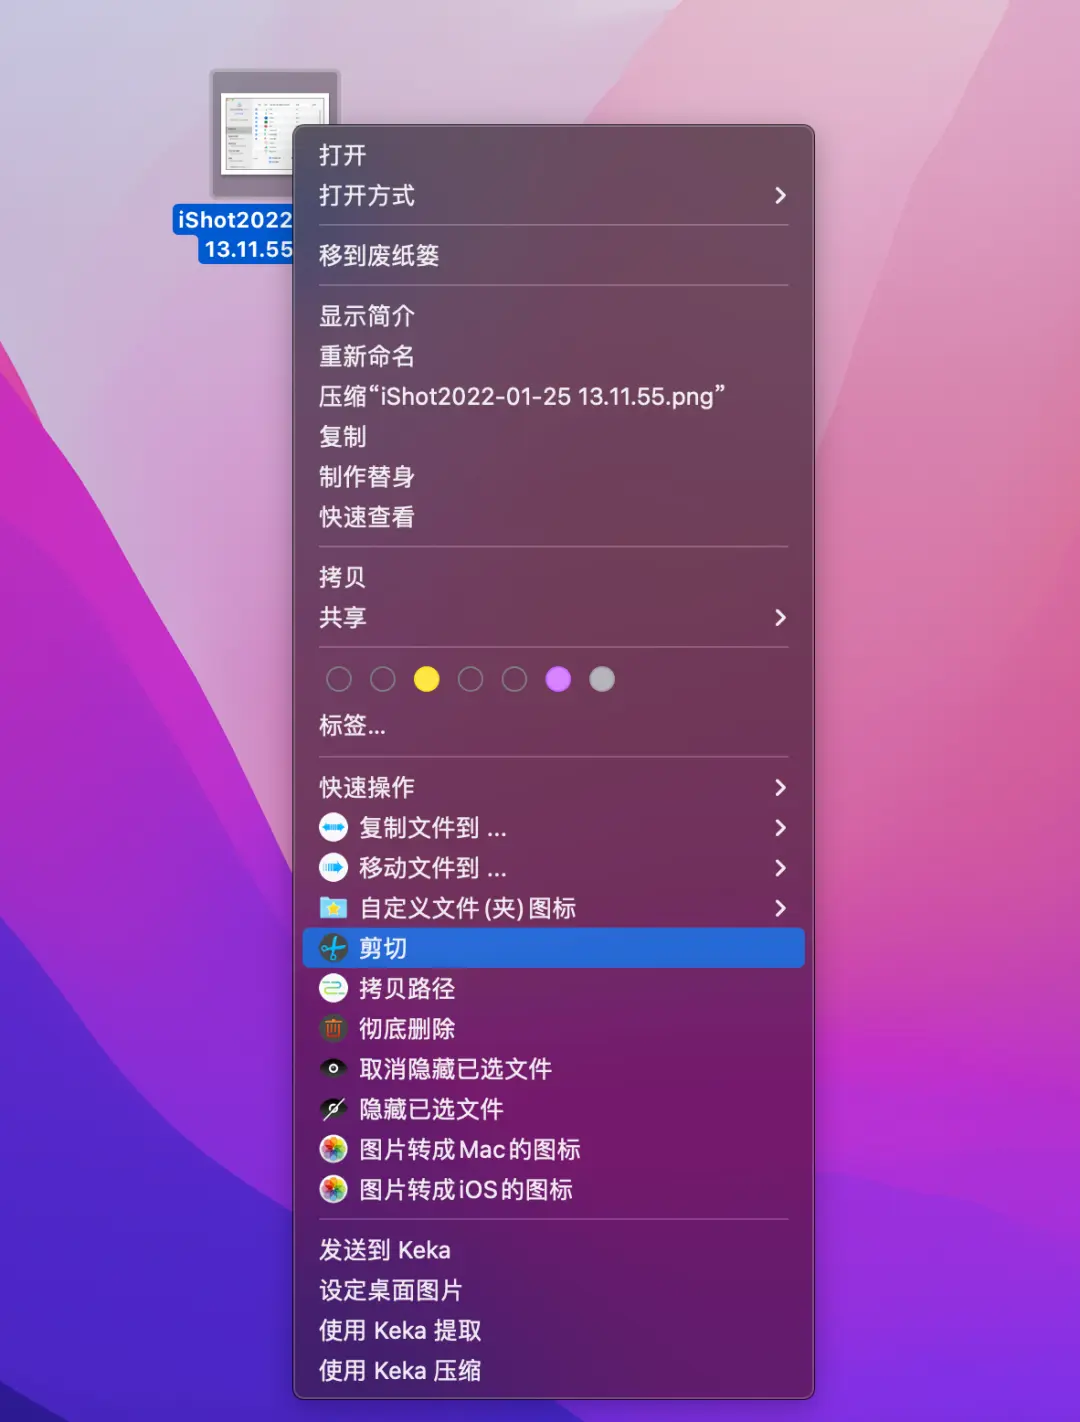 iShot2022
13.11.55
打开
打开方式
移到废纸篓
显示简介
重新命名
压缩“iShot2022-01-25 13.11.55.png”
复制
制作替身
快速查看
拷贝
共享
标签...
快速操作
复制文件到 ...
移动文件到 ...
自定义文件(夹)图标
剪切
拷贝路径
彻底删除
取消隐藏已选文件
隐藏已选文件
图片转成Mac的图标
图片转成iOS的图标
发送到 Keka
设定桌面图片
使用 Keka 提取
使用 Keka 压缩